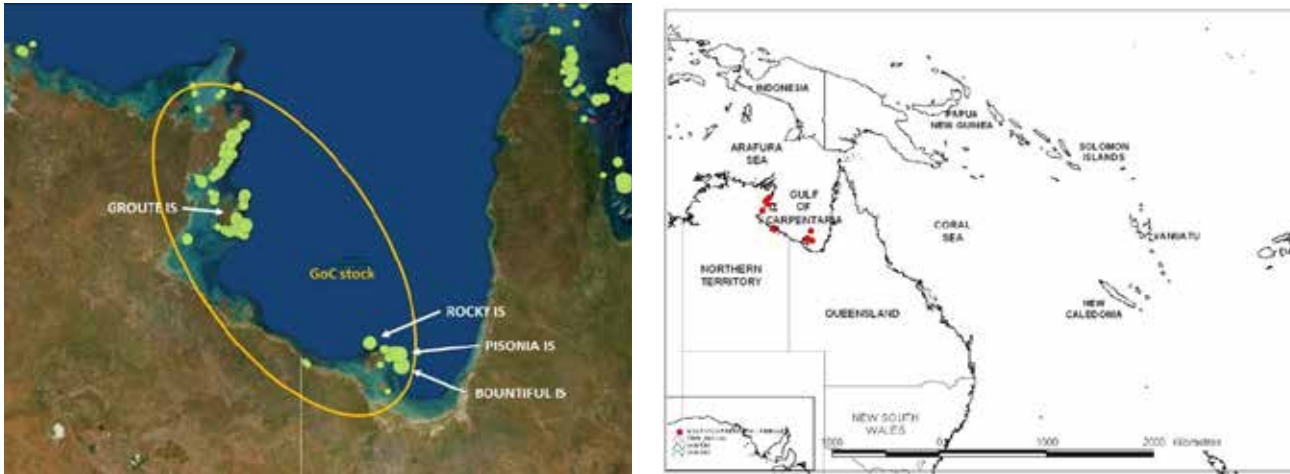 GROUTE IS
GoC stock
ROCKY IS
PISONIA IS
BOUNTIFUL IS
INDONESIA
PAPUA
NEW GUINEA
SOLOMON
ISLANDS
ARAFURA
SEA
GULF
OF
CARPENTARIA
CORAL
SEA
VANUATU
NORTHERN
TERRITORY
QUEENSLAND
NEW
CALEDONIA
NEW SOUTH
WALES
1000
0
1000
2000
Kilometres